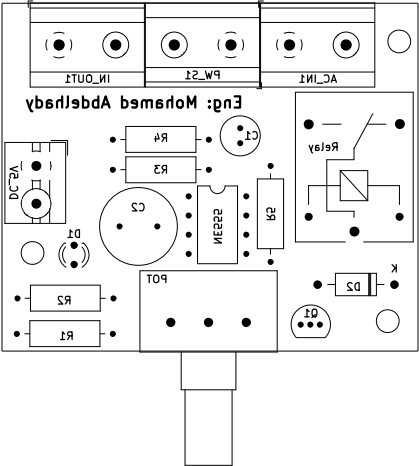 IN_OUT1
PW_S1
AC_IN1
Eng: Mohamed Abdelhady
C1
R4
R3
Relay
DC_5V
C2
NE555
R5
D1
POT
K
D2
R2
Q1
R1